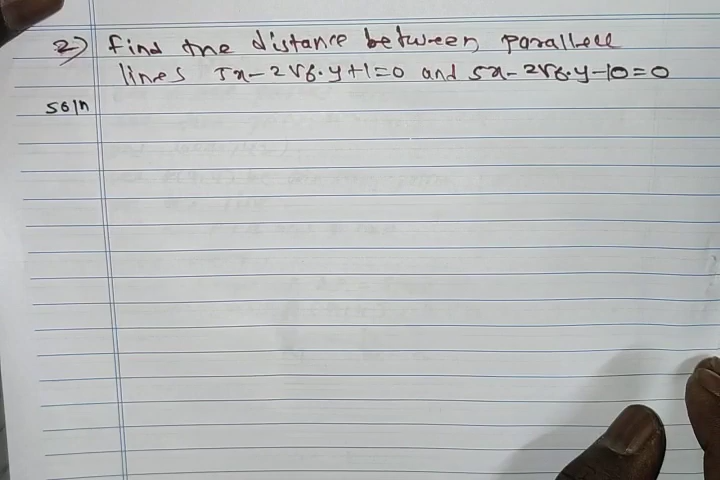 2) Find the distance between parallell
lines 5x-2√6.y+1=0 and 5x-2√6.y-10=0
soln